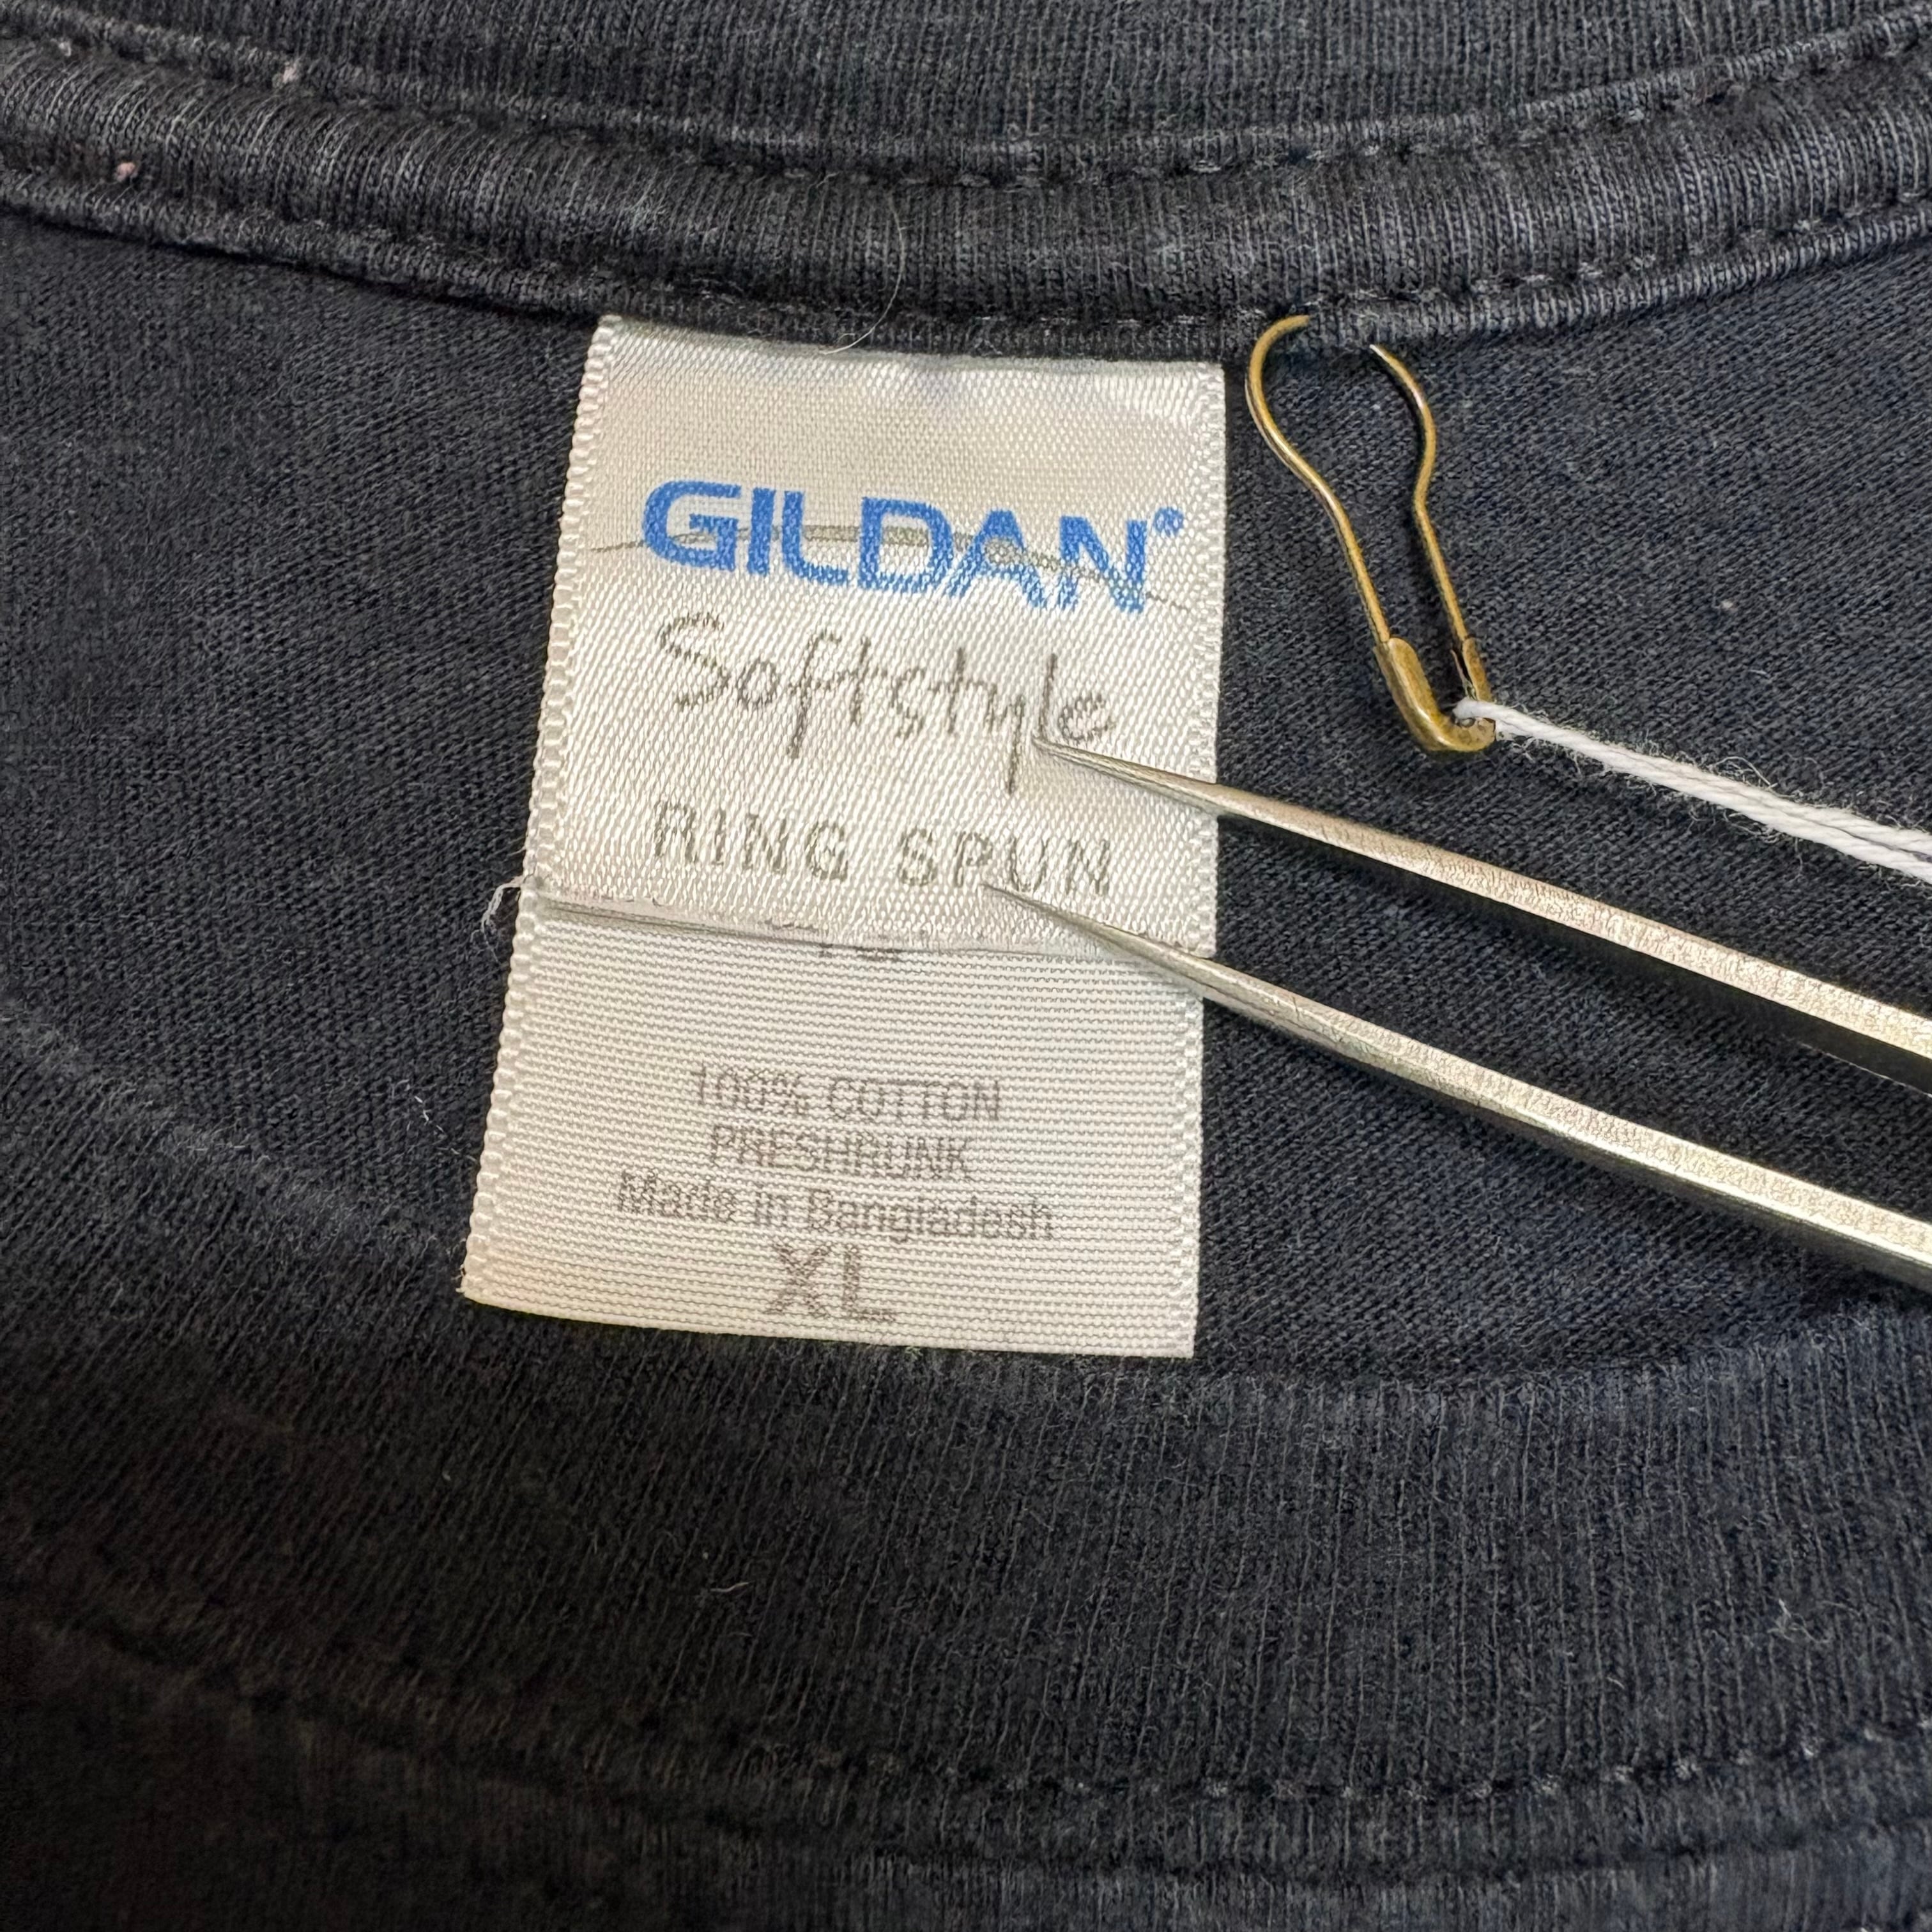 GILDAN®
Softstyle
RING SPUN
100% COTTON
PRESHRUNK
Made in Bangladesh
XL